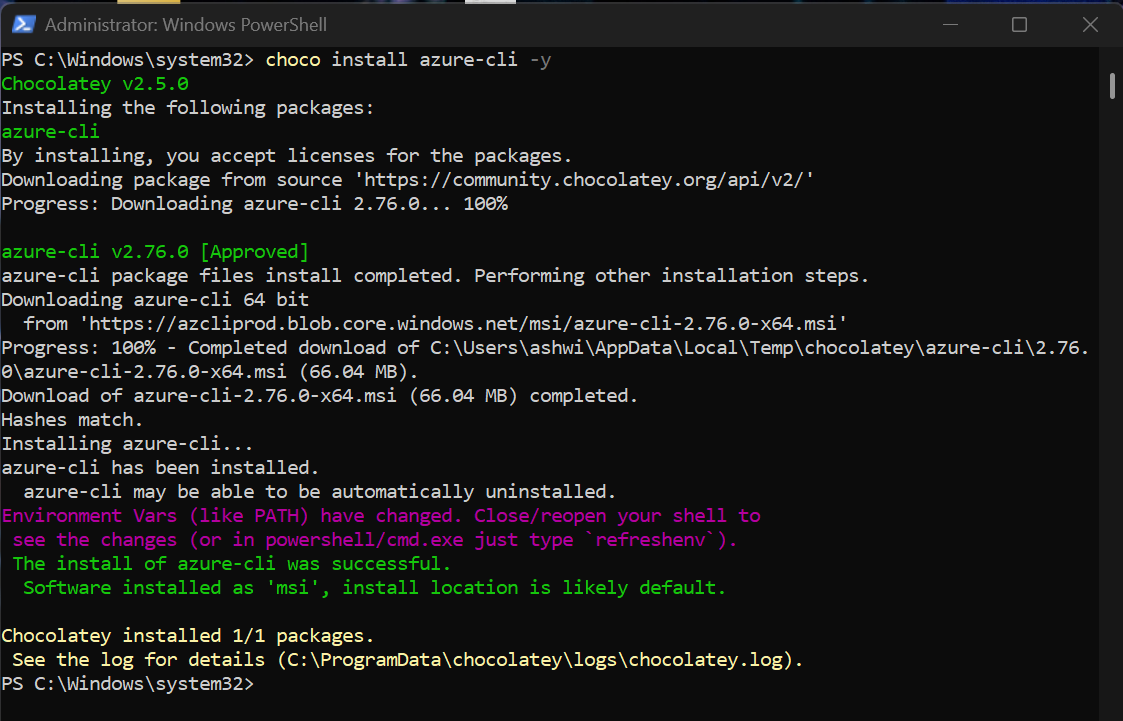 Administrator: Windows PowerShell
PS C:\Windows\system32> choco install azure-cli -y
Chocolatey v2.5.0
Installing the following packages:
azure-cli
By installing, you accept licenses for the packages.
Downloading package from source 'https://community.chocolatey.org/api/v2/'
Progress: Downloading azure-cli 2.76.0... 100%
azure-cli v2.76.0 [Approved]
azure-cli package files install completed. Performing other installation steps.
Downloading azure-cli 64 bit
  from 'https://azcliprod.blob.core.windows.net/msi/azure-cli-2.76.0-x64.msi'
Progress: 100% - Completed download of C:\Users\ashwi\AppData\Local\Temp\chocolatey\azure-cli\2.76.
0\azure-cli-2.76.0-x64.msi (66.04 MB).
Download of azure-cli-2.76.0-x64.msi (66.04 MB) completed.
Hashes match.
Installing azure-cli...
azure-cli has been installed.
  azure-cli may be able to be automatically uninstalled.
Environment Vars (like PATH) have changed. Close/reopen your shell to
 see the changes (or in powershell/cmd.exe just type `refreshenv`).
 The install of azure-cli was successful.
  Software installed as 'msi', install location is likely default.
Chocolatey installed 1/1 packages.
 See the log for details (C:\ProgramData\chocolatey\logs\chocolatey.log).
PS C:\Windows\system32>